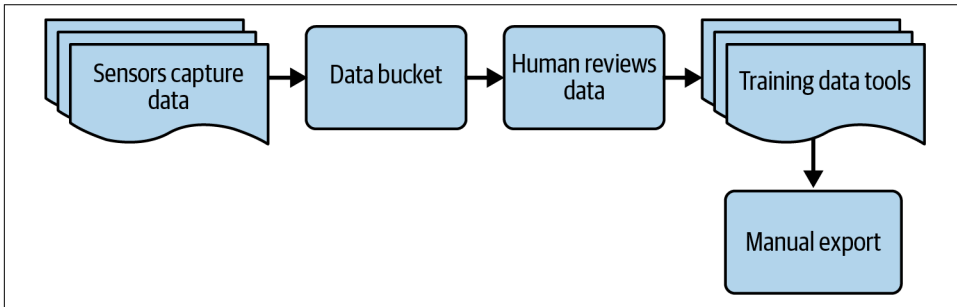 Sensors capture
data
Data bucket
Human reviews
data
Training data tools
Manual export